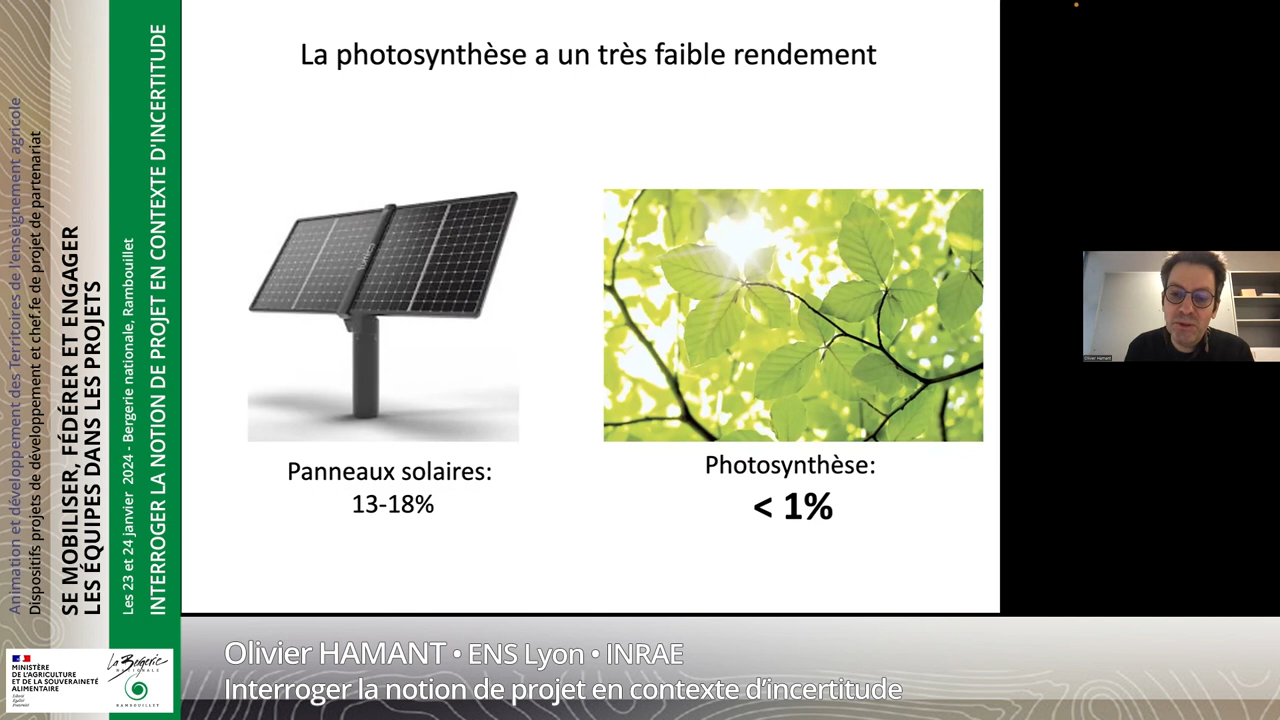 Animation et développement des Territoires de l'enseignement agricole
Dispositifs projets de développement et chef.fe de projet de partenariat
SE MOBILISER, FÉDÉRER ET ENGAGER
LES ÉQUIPES DANS LES PROJETS
Les 23 et 24 janvier 2024 - Bergerie nationale, Rambouillet
INTERROGER LA NOTION DE PROJET EN CONTEXTE D'INCERTITUDE
La photosynthèse a un très faible rendement
Panneaux solaires:
13-18%
Photosynthèse:
< 1%
Olivier Hamant
MINISTÈRE
DE L'AGRICULTURE
ET DE LA SOUVERAINETÉ
ALIMENTAIRE
Liberté
Égalité
Fraternité
La Bergerie
NATIONALE
RAMBOUILLET
Olivier HAMANT • ENS Lyon • INRAE
Interroger la notion de projet en contexte d'incertitude